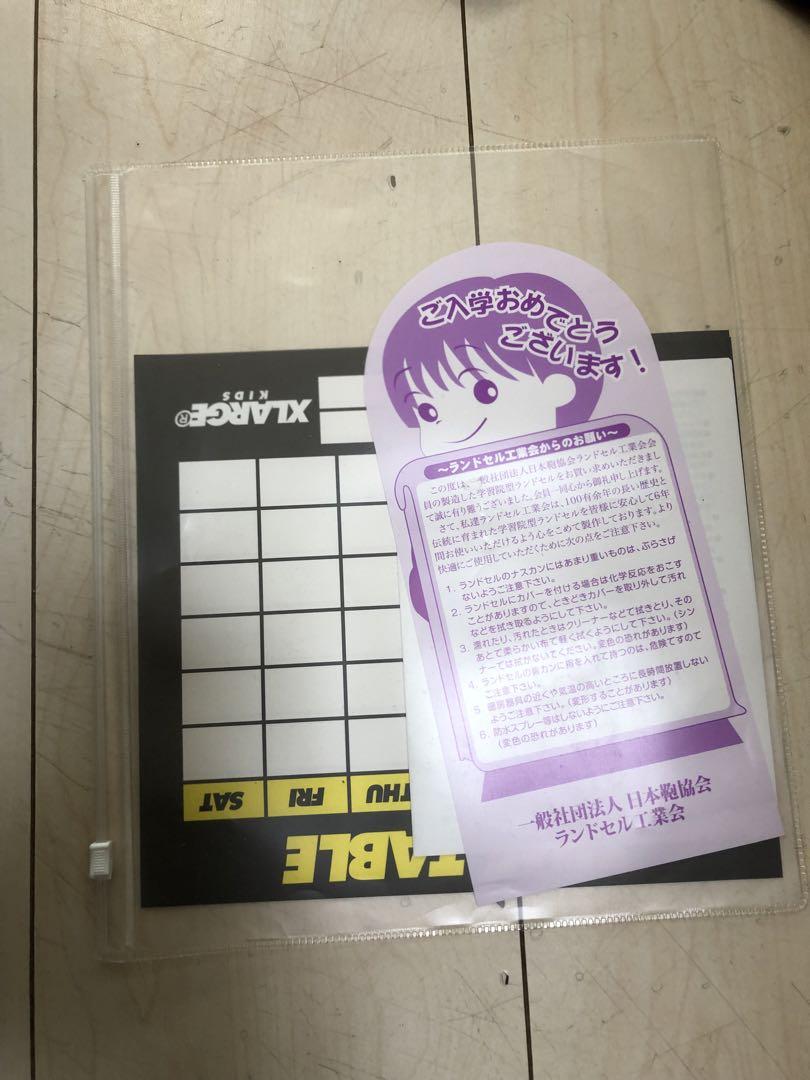 ご入学おめでとう
ございます！
～ランドセル工業会からのお願い～
この度は、一般社団法人日本鞄協会ランドセル工業会会
員の製造した学習院型ランドセルをお買い求めいただきまし
て誠に有り難うございました。会員一同心から御礼申し上げます。
さて、私達ランドセル工業会は、100有余年の長い歴史と
伝統に育まれた学習院型ランドセルを皆様に安心して6年
間お使いいただけるよう心をこめて製作しております。より
快適にご使用していただくために次の点をご注意下さい。
1. ランドセルのナスカンにはあまり重いものは、ぶらさげ
ないようご注意下さい。
2. ランドセルにカバーを付ける場合は化学反応をおこす
ことがありますので、ときどきカバーを取り外して汚れ
などを拭き取るようにして下さい。
3. 濡れたり、汚れたときはクリーナーなどで拭きとり、その
あとで柔らかい布で軽く拭くようにして下さい。(シン
ナーでは拭かないでください。変色の恐れがあります)
4. ランドセルの鼻カンに指を入れて持つのは、危険ですので
ご注意下さい。
5. 暖房器具の近くや気温の高いところに長時間放置しない
ようご注意下さい。(変形することがあります)
6. 防水スプレー等はしないようにご注意下さい。
(変色の恐れがあります)
一般社団法人 日本鞄協会
ランドセル工業会
XLARGE®
KIDS
TABLE
THU FRI SAT